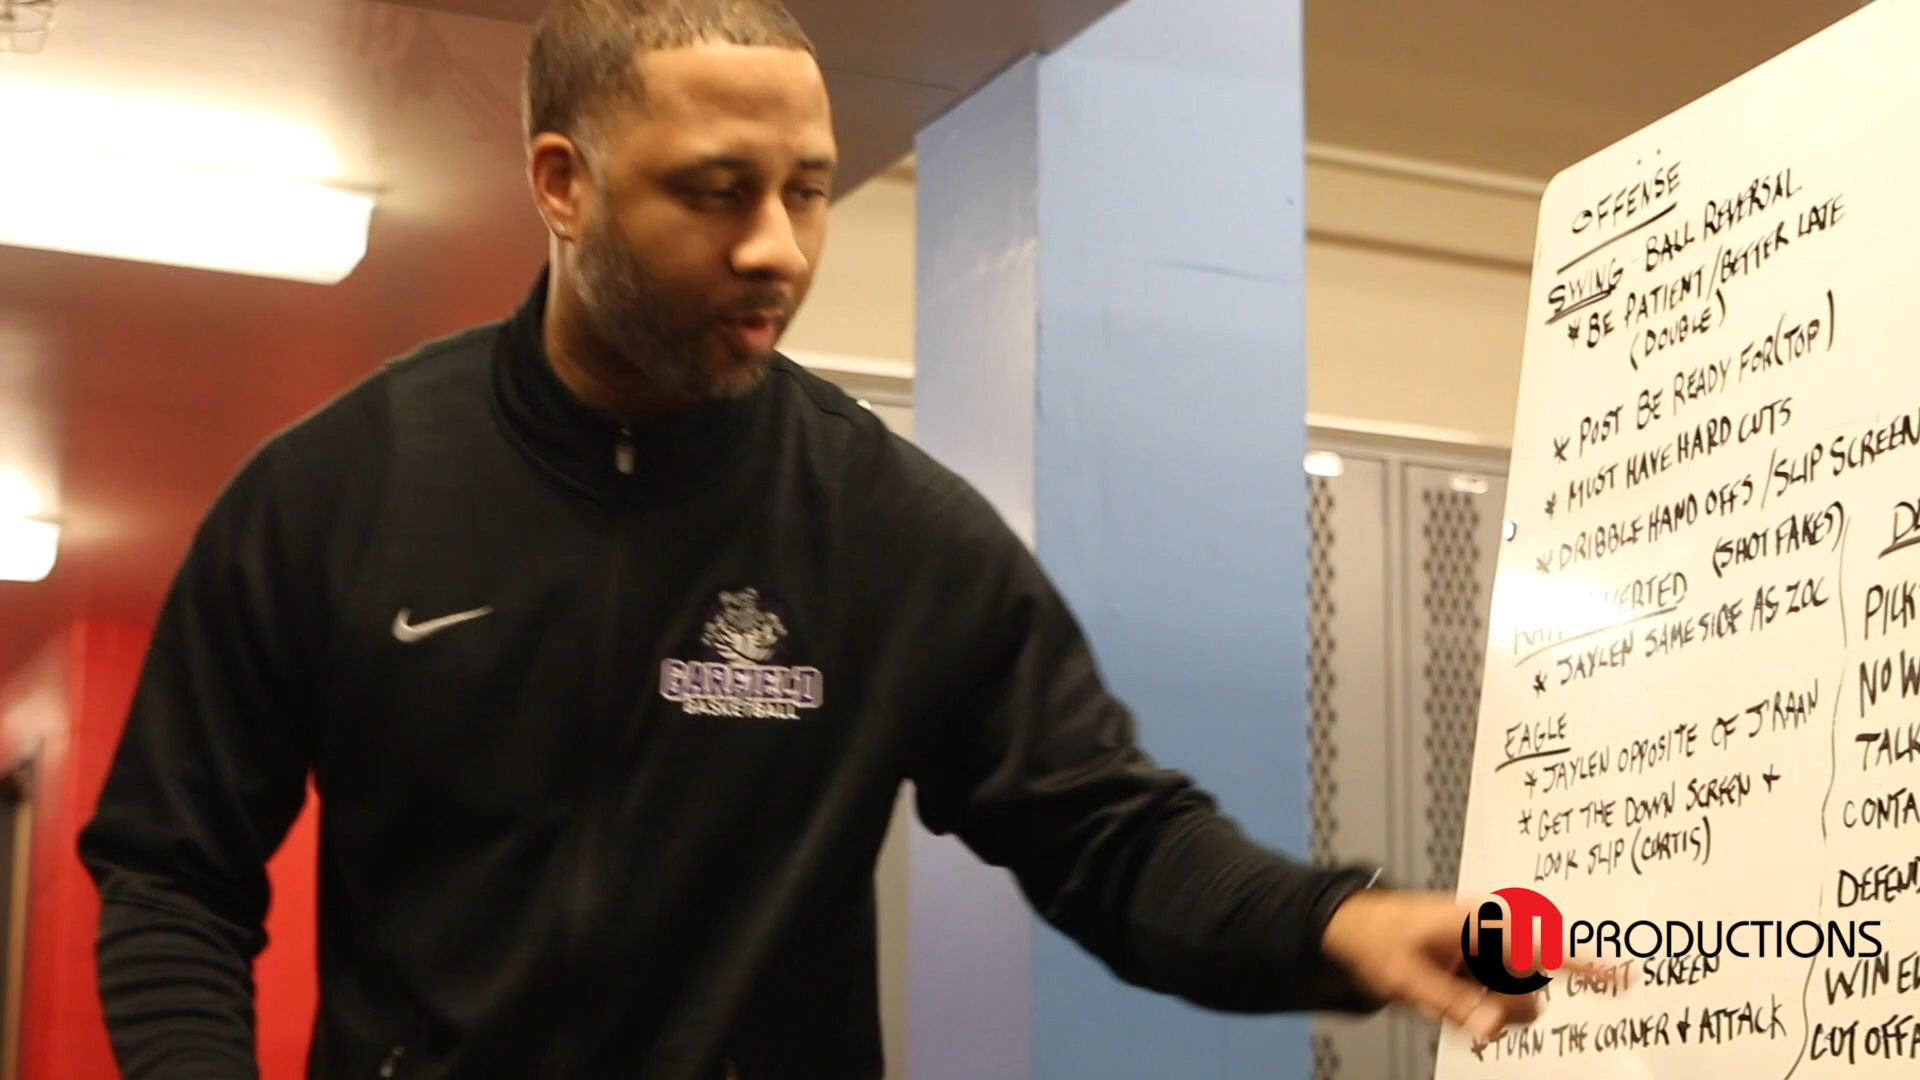 GARFIELD
BASKETBALL
OFFENSE
SWING - BALL REVERSAL
* BE PATIENT/BETTER LATE
(DOUBLE)
* POST BE READY FOR(TOP)
* MUST HAVE HARD CUTS
* DRIBBLE HAND OFFS/SLIP SCREEN
(SHOT FAKES)
* JAYLEN SAME SIDE AS ZOC
EAGLE
* JAYLEN OPPOSITE OF J'RAAN
* GET THE DOWN SCREEN +
LOOK SLIP (CURTIS)
GREAT SCREEN
* TURN THE CORNER + ATTACK
PICK
NO W
TALK
CONTA
DEFEND
WIN E
CUT OFF
PRODUCTIONS